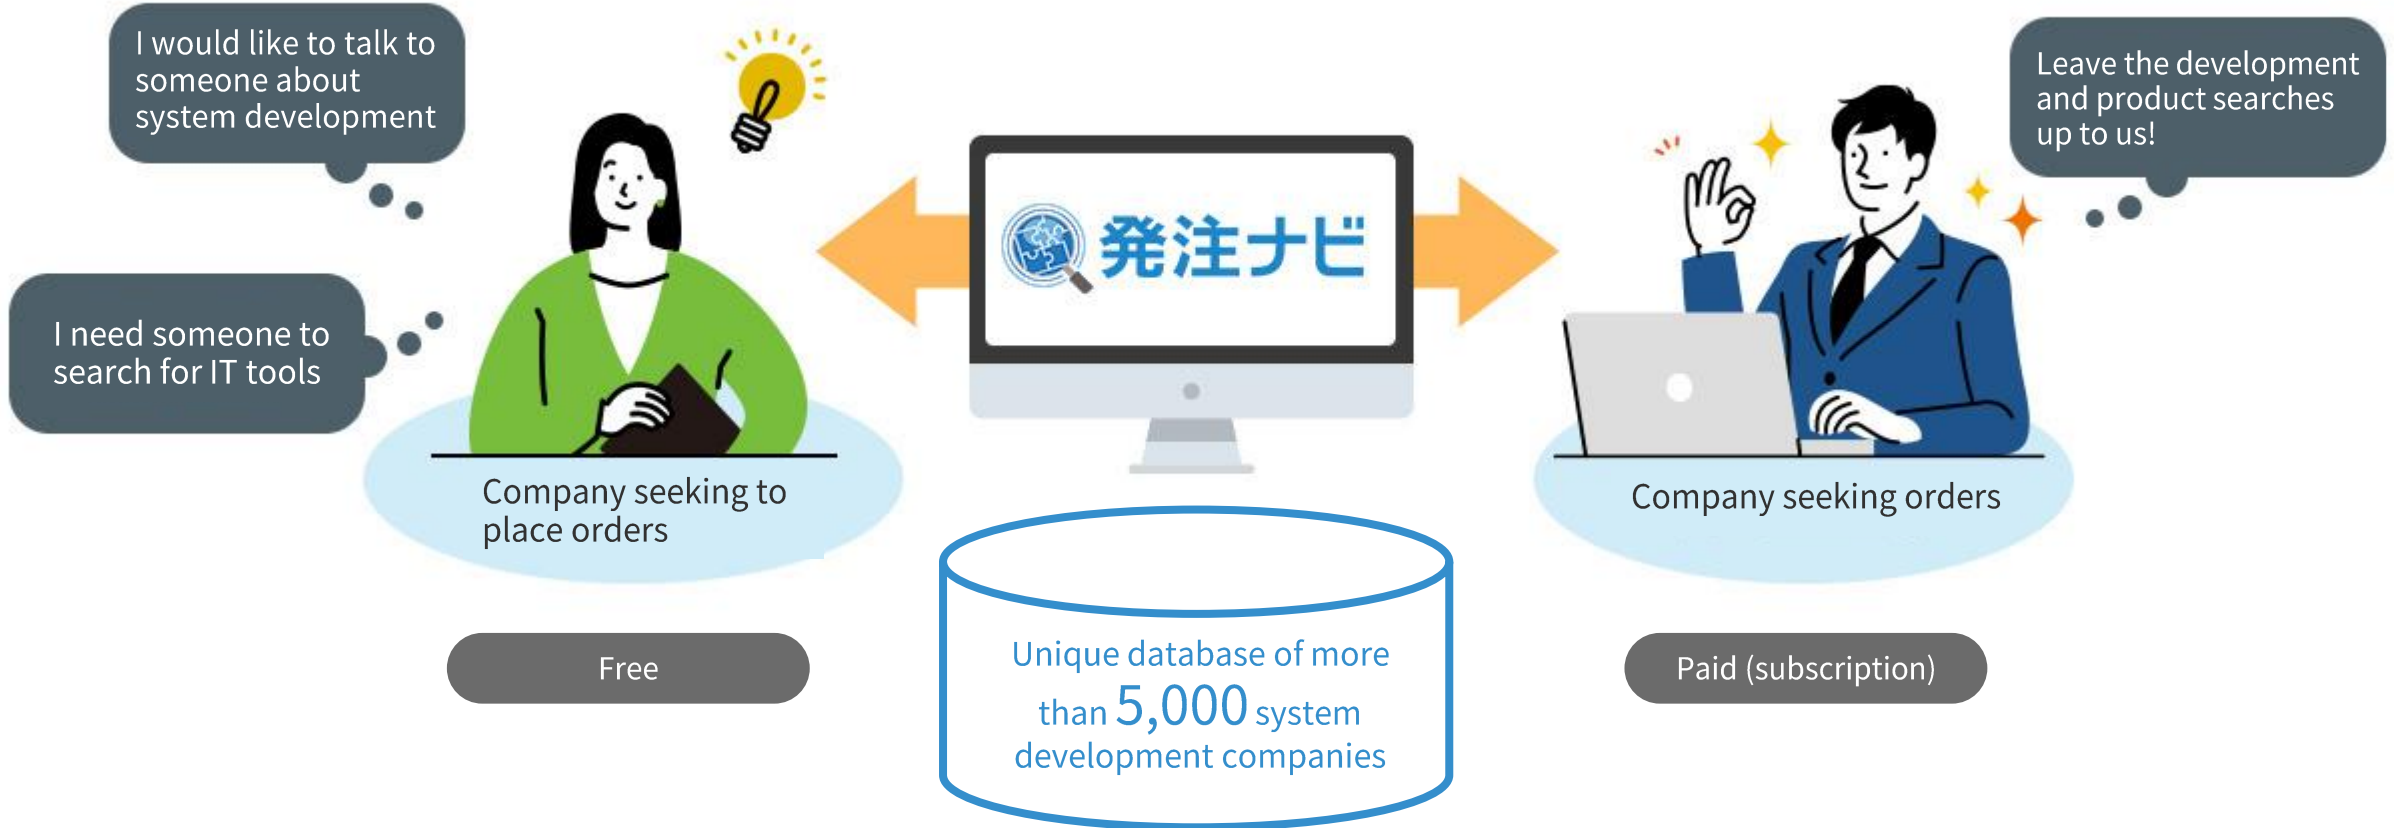 I would like to talk to
someone about
system development
I need someone to
search for IT tools
Company seeking to
place orders
Free
発注ナビ
Unique database of more
than 5,000 system
development companies
Leave the development
and product searches
up to us!
Company seeking orders
Paid (subscription)